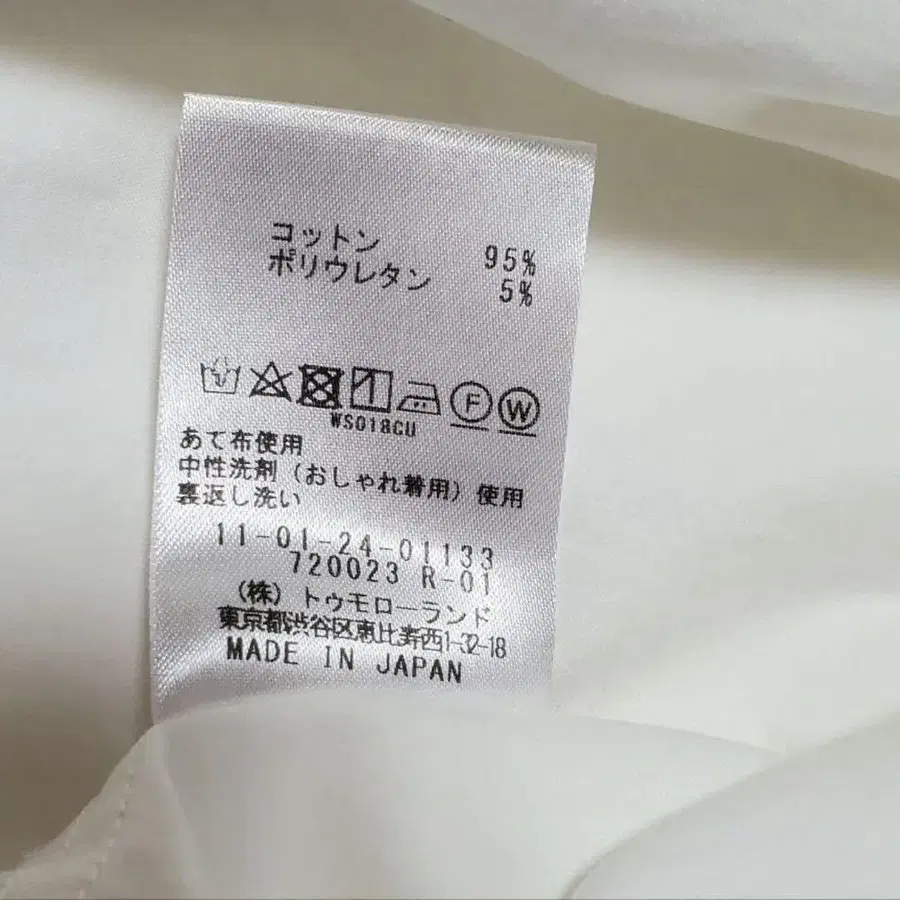 コットン 95%
ポリウレタン 5%
F W
WS018CU
あて布使用
中性洗剤（おしゃれ着用）使用
裏返し洗い
11-01-24-01133
720023 R-01
（株）トゥモローランド
東京都渋谷区恵比寿西1-32-18
MADE IN JAPAN